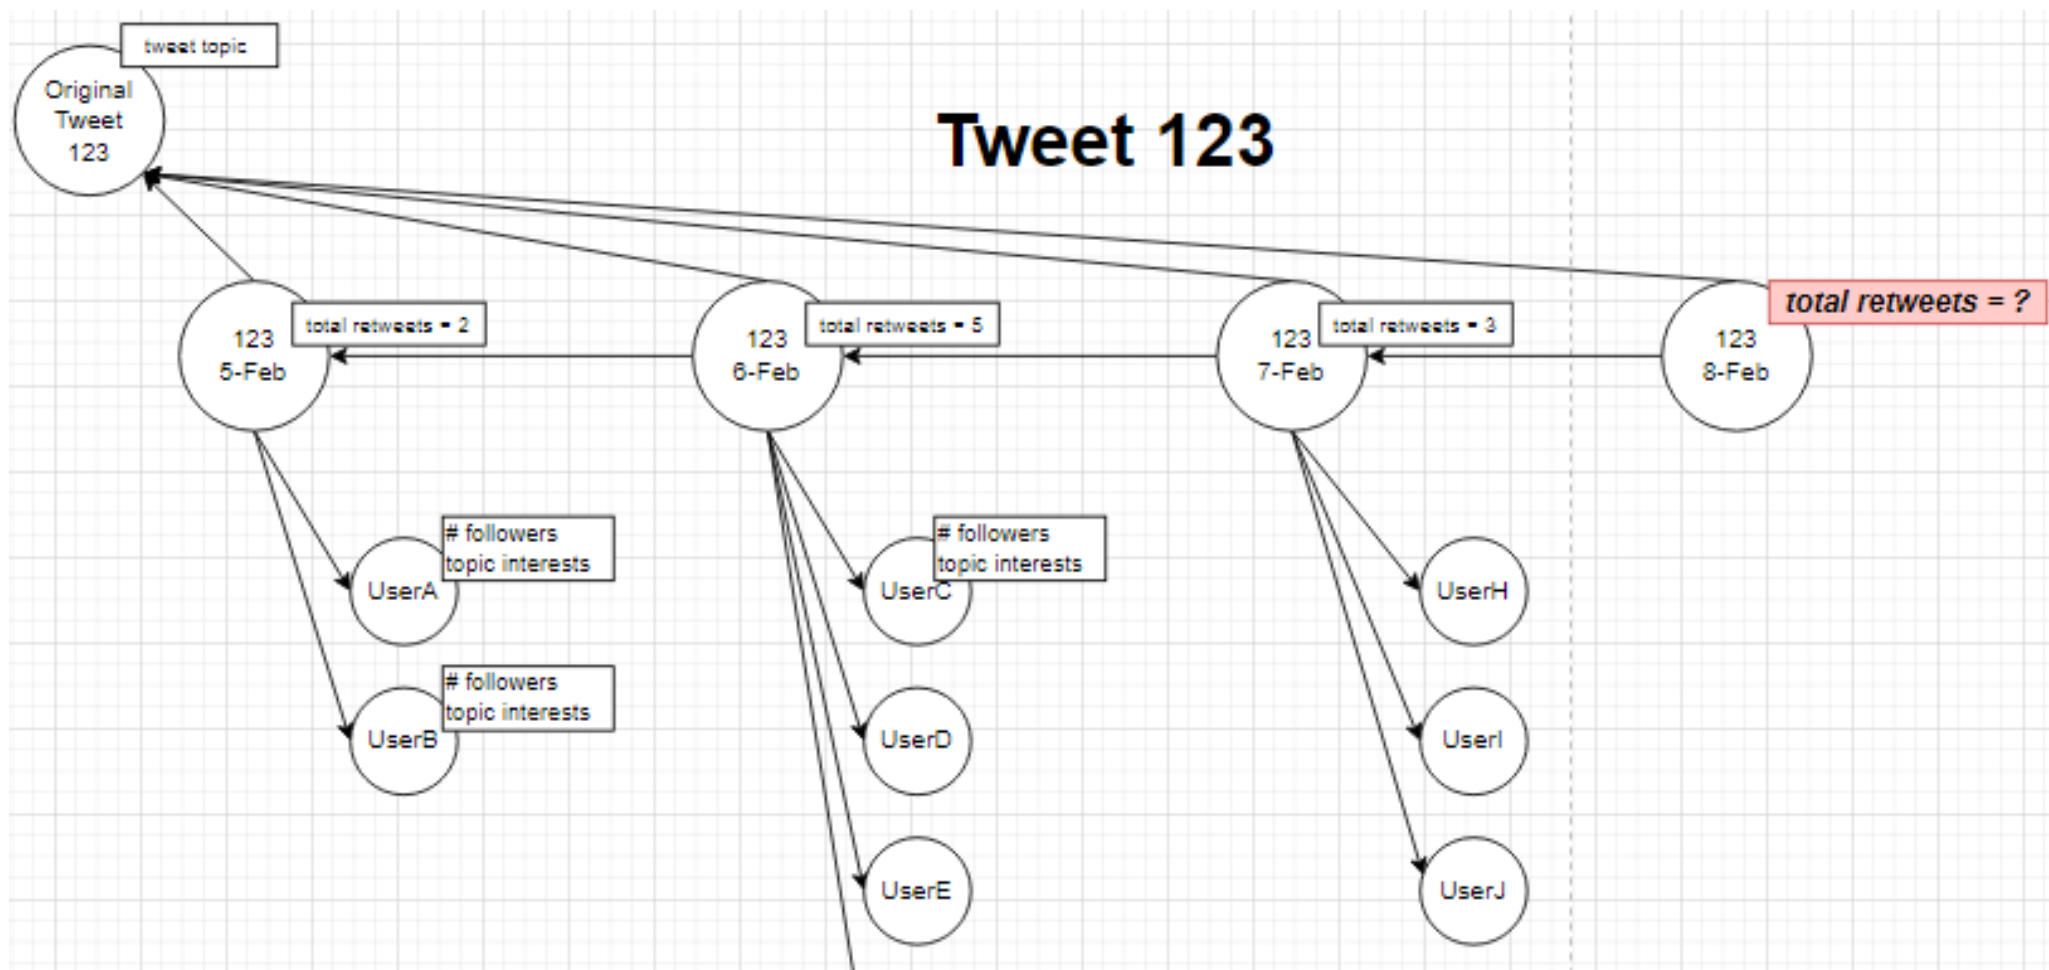 tweet topic
Original
Tweet
123
Tweet 123
123
5-Feb
total retweets = 2
123
6-Feb
total retweets = 5
123
7-Feb
total retweets = 3
123
8-Feb
total retweets = ?
UserA
# followers
topic interests
UserB
# followers
topic interests
UserC
# followers
topic interests
UserD
UserE
UserH
UserI
UserJ